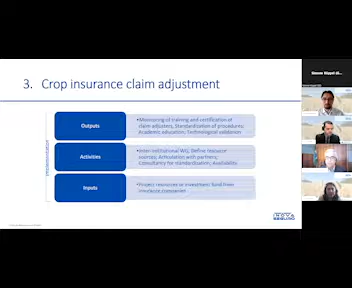 3. Crop insurance claim adjustment
Outputs
•Monitoring of training and certification of
claim adjusters; Standardization of procedures;
Academic education; Technological validation
Activities
•Inter-institutional WG; Define resource
sources; Articulation with partners;
Consultancy for standardization; Availability
Inputs
•Project resources or investment fund from
insurance companies
Implementation